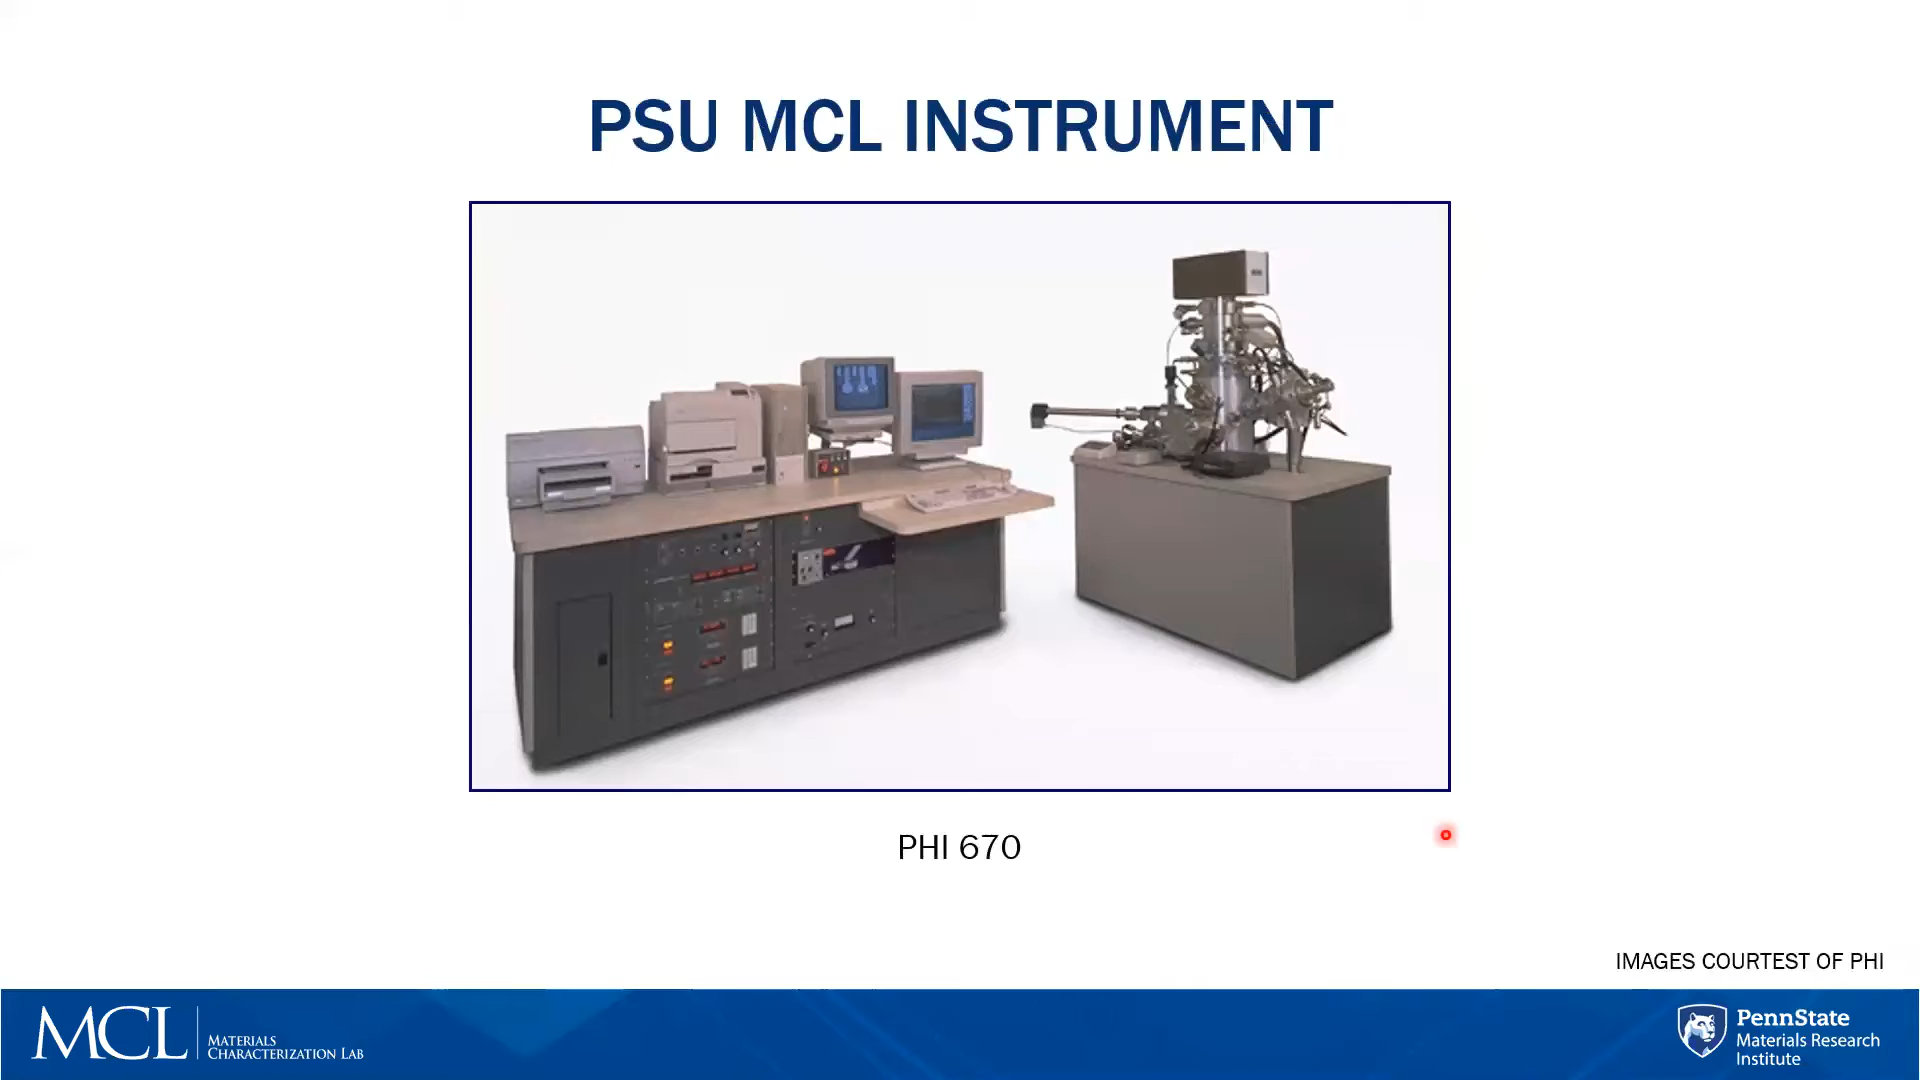 PSU MCL INSTRUMENT
PHI 670
IMAGES COURTEST OF PHI
MCL
MATERIALS
CHARACTERIZATION LAB
PennState
Materials Research
Institute